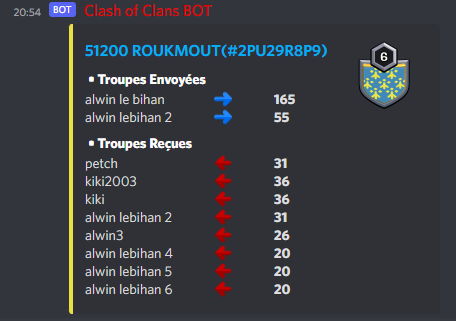 20:54 BOT Clash of Clans BOT
51200 ROUKMOUT(#2PU29R8P9)
6
▪ Troupes Envoyées
alwin le bihan → 165
alwin lebihan 2 → 55
▪ Troupes Reçues
petch ← 31
kiki2003 ← 36
kiki ← 36
alwin lebihan 2 ← 31
alwin3 ← 26
alwin lebihan 4 ← 20
alwin lebihan 5 ← 20
alwin bihan 6 ← 20